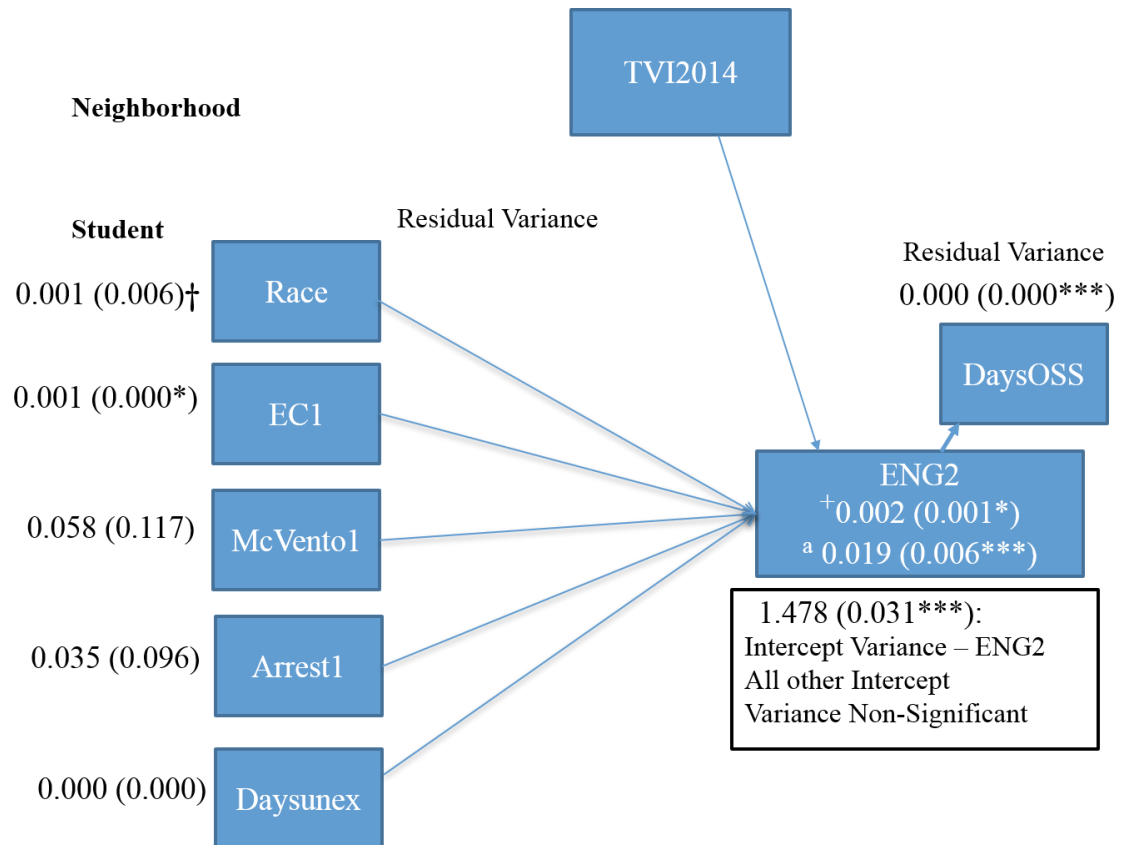 TVI2014
Neighborhood
Student
Residual Variance
0.001 (0.006)†
Race
Residual Variance
0.000 (0.000***)
DaysOSS
0.001 (0.000*)
EC1
ENG2
+0.002 (0.001*)
a 0.019 (0.006***)
0.058 (0.117)
McVento1
1.478 (0.031***):
Intercept Variance – ENG2
All other Intercept
Variance Non-Significant
0.035 (0.096)
Arrest1
0.000 (0.000)
Daysunex